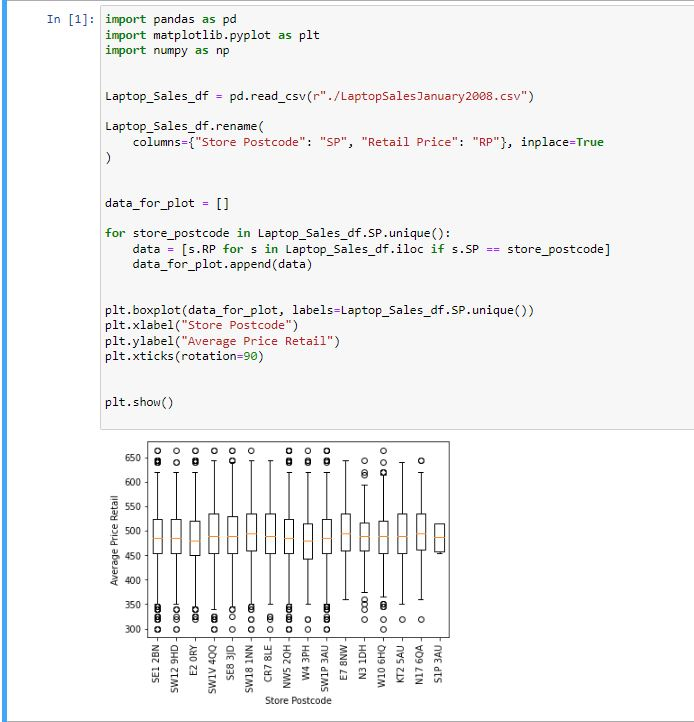 In [1]: import pandas as pd
import matplotlib.pyplot as plt
import numpy as np
Laptop_Sales_df = pd.read_csv(r"./LaptopSalesJanuary2008.csv")
Laptop_Sales_df.rename(
    columns={"Store Postcode": "SP", "Retail Price": "RP"}, inplace=True
)
data_for_plot = []
for store_postcode in Laptop_Sales_df.SP.unique():
    data = [s.RP for s in Laptop_Sales_df.iloc if s.SP == store_postcode]
    data_for_plot.append(data)
plt.boxplot(data_for_plot, labels=Laptop_Sales_df.SP.unique())
plt.xlabel("Store Postcode")
plt.ylabel("Average Price Retail")
plt.xticks(rotation=90)
plt.show()
650
600
550
500
450
400
350
300
Average Price Retail
SE1 2BN
SW12 9HD
E2 0RY
SW1V 4QQ
SE8 3JD
SW18 1NN
CR7 8LE
NW5 2QH
W4 3PH
SW1P 3AU
E7 8NW
N3 1DH
W10 6HQ
KT2 5AU
N17 6QA
S1P 3AU
Store Postcode